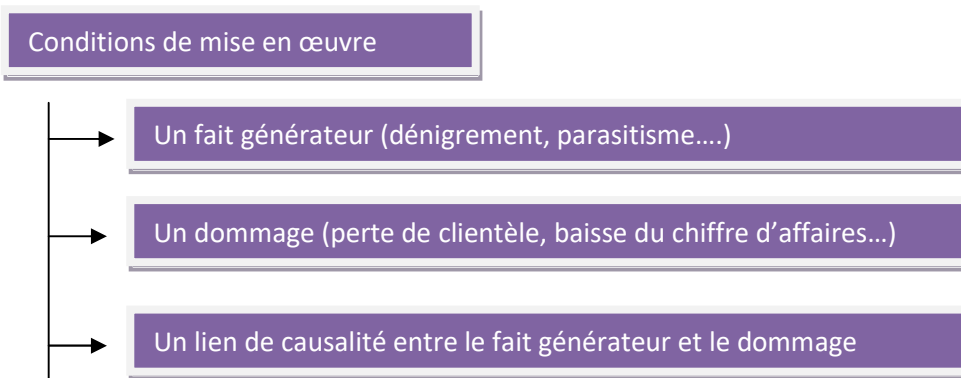 Conditions de mise en œuvre
Un fait générateur (dénigrement, parasitisme….)
Un dommage (perte de clientèle, baisse du chiffre d’affaires…)
Un lien de causalité entre le fait générateur et le dommage